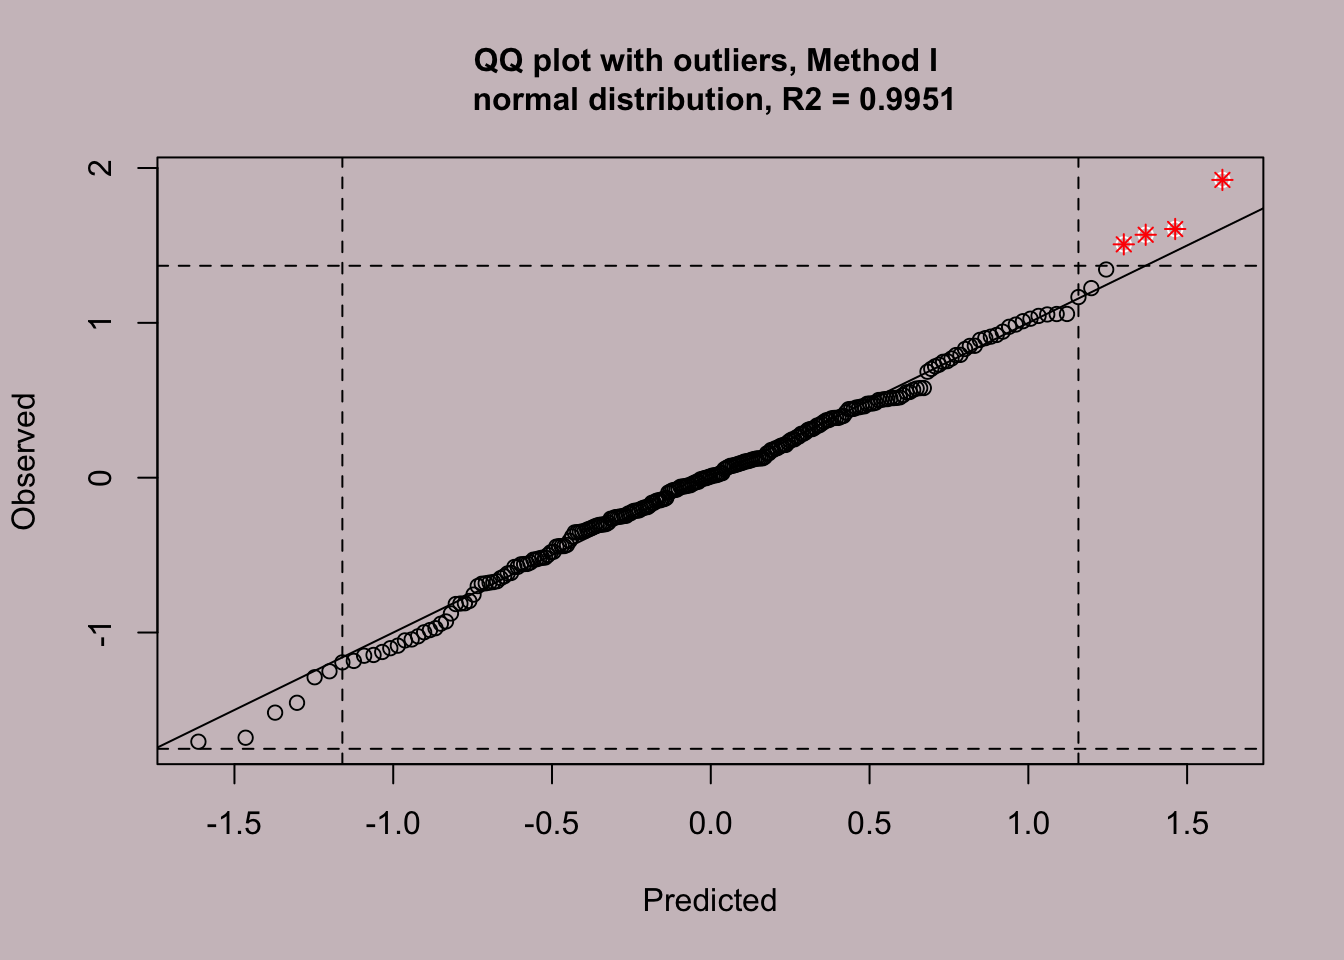 QQ plot with outliers, Method I
normal distribution, R2 = 0.9951
2
1
0
-1
Observed
-1.5
-1.0
-0.5
0.0
0.5
1.0
1.5
Predicted